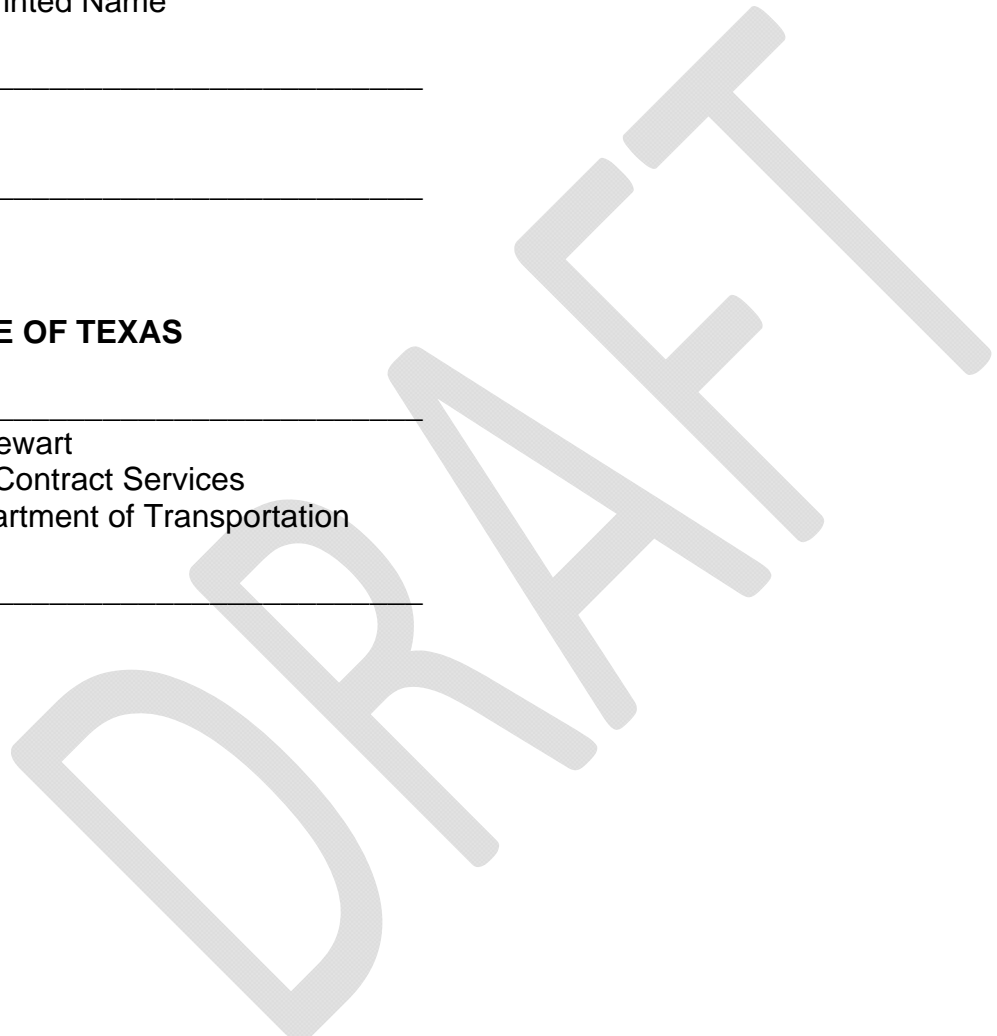 inted Name
E OF TEXAS
ewart
Contract Services
artment of Transportation
DRAFT